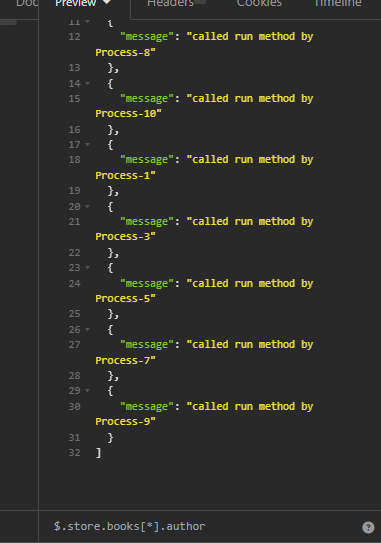 Doc Preview Headers Cookies Timeline
11 {
12 "message": "called run method by
Process-8"
13 },
14 {
15 "message": "called run method by
Process-10"
16 },
17 {
18 "message": "called run method by
Process-1"
19 },
20 {
21 "message": "called run method by
Process-3"
22 },
23 {
24 "message": "called run method by
Process-5"
25 },
26 {
27 "message": "called run method by
Process-7"
28 },
29 {
30 "message": "called run method by
Process-9"
31 }
32 ]
$.store.books[*].author ?